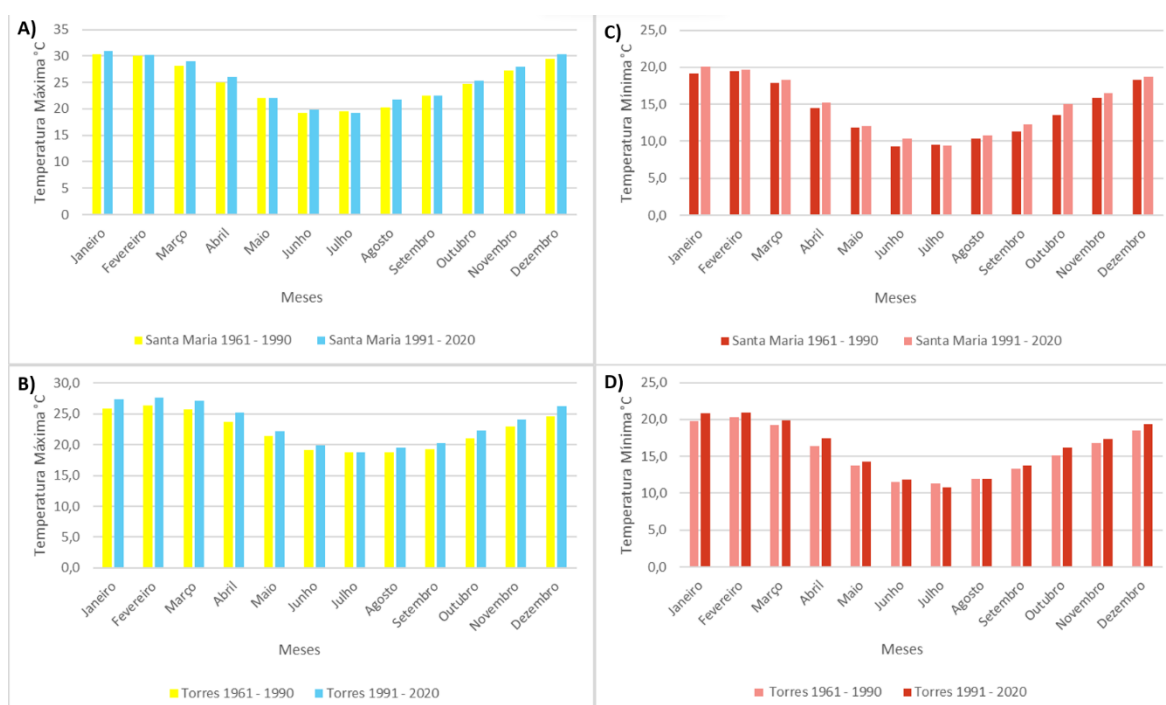 A)
Temperatura Máxima °C
35
30
25
20
15
10
5
0
Janeiro
Fevereiro
Março
Abril
Maio
Junho
Julho
Agosto
Setembro
Outubro
Novembro
Dezembro
Meses
Santa Maria 1961 - 1990
Santa Maria 1991 - 2020
C)
Temperatura Mínima °C
25,0
20,0
15,0
10,0
5,0
0,0
Janeiro
Fevereiro
Março
Abril
Maio
Junho
Julho
Agosto
Setembro
Outubro
Novembro
Dezembro
Meses
Santa Maria 1961 - 1990
Santa Maria 1991 - 2020
B)
Temperatura Máxima °C
30,0
25,0
20,0
15,0
10,0
5,0
0,0
Janeiro
Fevereiro
Março
Abril
Maio
Junho
Julho
Agosto
Setembro
Outubro
Novembro
Dezembro
Meses
Torres 1961 - 1990
Torres 1991 - 2020
D)
Temperatura Mínima °C
25,0
20,0
15,0
10,0
5,0
0,0
Janeiro
Fevereiro
Março
Abril
Maio
Junho
Julho
Agosto
Setembro
Outubro
Novembro
Dezembro
Meses
Torres 1961 - 1990
Torres 1991 - 2020